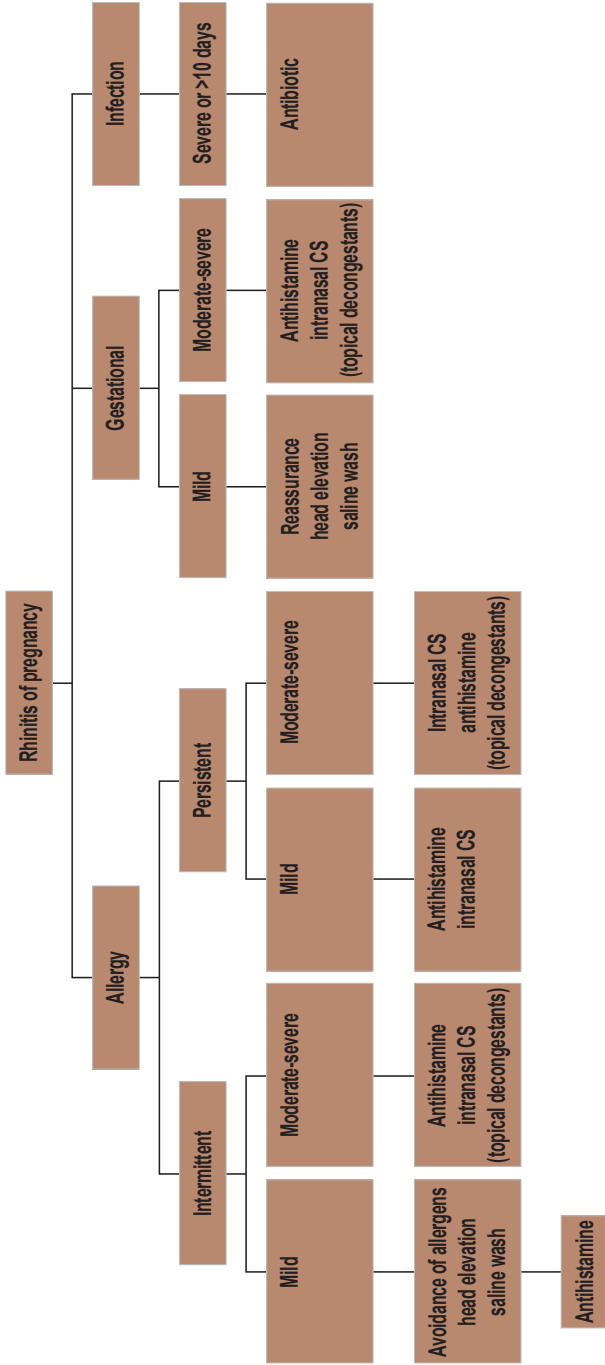 Rhinitis of pregnancy
Allergy
Gestational
Infection
Intermittent
Persistent
Mild
Moderate-severe
Severe or >10 days
Mild
Moderate-severe
Mild
Moderate-severe
Reassurance
head elevation
saline wash
Antihistamine
intranasal CS
(topical decongestants)
Antibiotic
Avoidance of allergens
head elevation
saline wash
Antihistamine
intranasal CS
(topical decongestants)
Antihistamine
intranasal CS
Intranasal CS
antihistamine
(topical decongestants)
Antihistamine